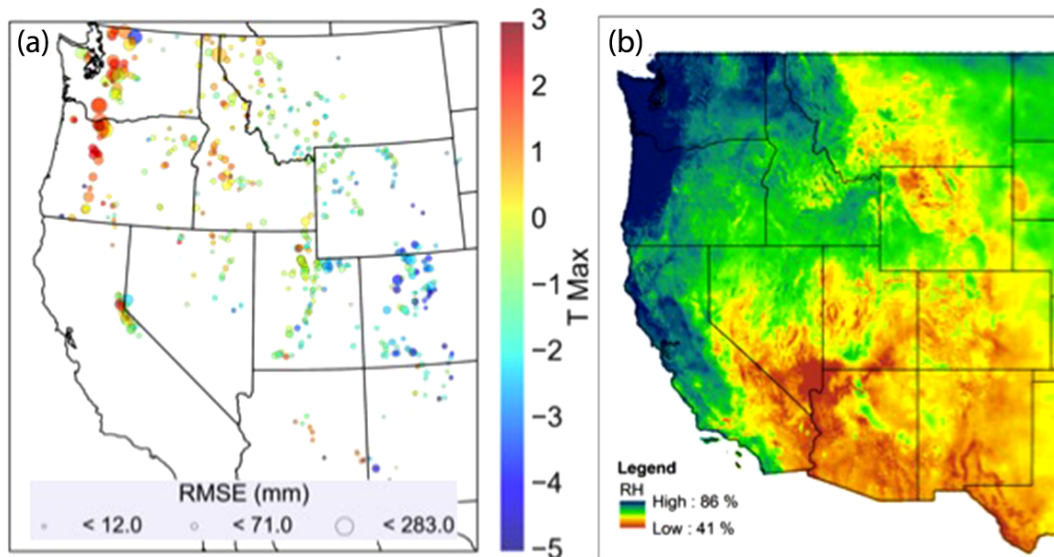 (a)
3
2
1
0
−1
−2
−3
−4
−5
T Max
RMSE (mm)
< 12.0 < 71.0 < 283.0
(b)
Legend
RH
High : 86 %
Low : 41 %